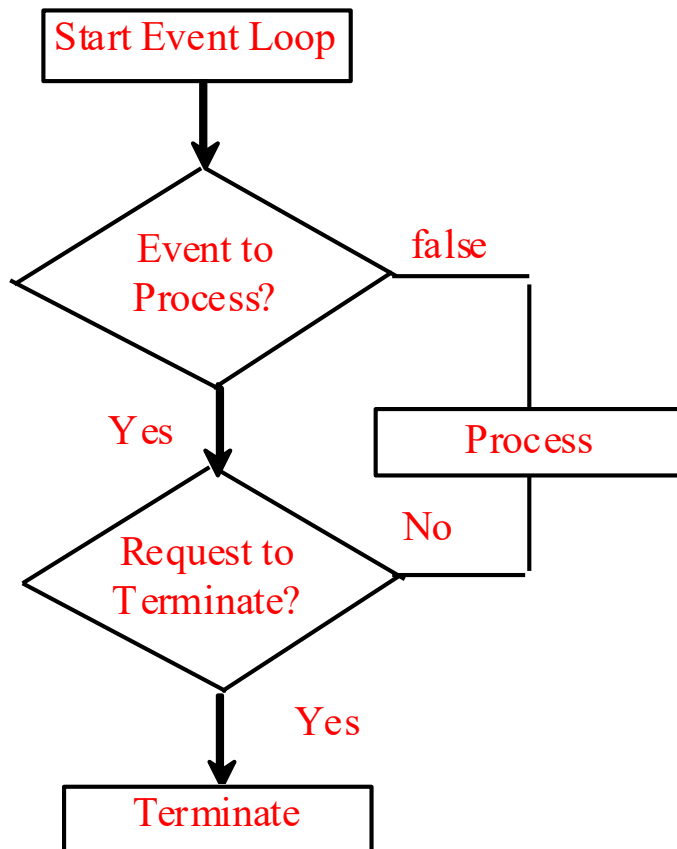 Start Event Loop
Event to
Process?
false
Yes
Process
No
Request to
Terminate?
Yes
Terminate